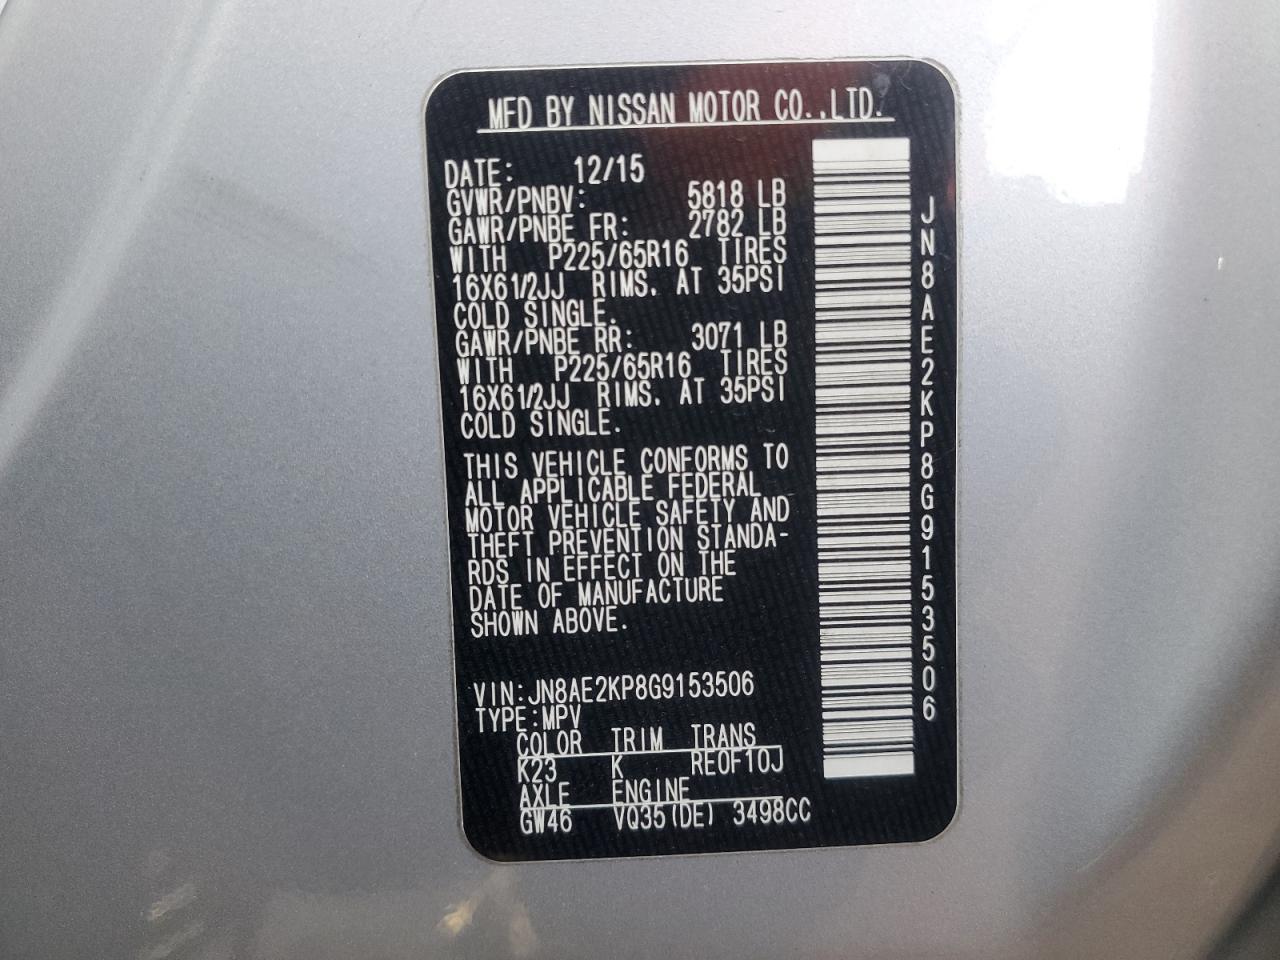 MFD BY NISSAN MOTOR CO.,LTD.
DATE: 12/15
GVWR/PNBV: 5818 LB
GAWR/PNBE FR: 2782 LB
WITH P225/65R16 TIRES
16X61/2JJ RIMS. AT 35PSI
COLD SINGLE.
GAWR/PNBE RR: 3071 LB
WITH P225/65R16 TIRES
16X61/2JJ RIMS. AT 35PSI
COLD SINGLE.
THIS VEHICLE CONFORMS TO
ALL APPLICABLE FEDERAL
MOTOR VEHICLE SAFETY AND
THEFT PREVENTION STANDA-
RDS IN EFFECT ON THE
DATE OF MANUFACTURE
SHOWN ABOVE.
VIN:JN8AE2KP8G9153506
TYPE:MPV
COLOR TRIM TRANS
K23 K RE0F10J
AXLE ENGINE
GW46 VQ35(DE) 3498CC
JN8AE2KP8G9153506